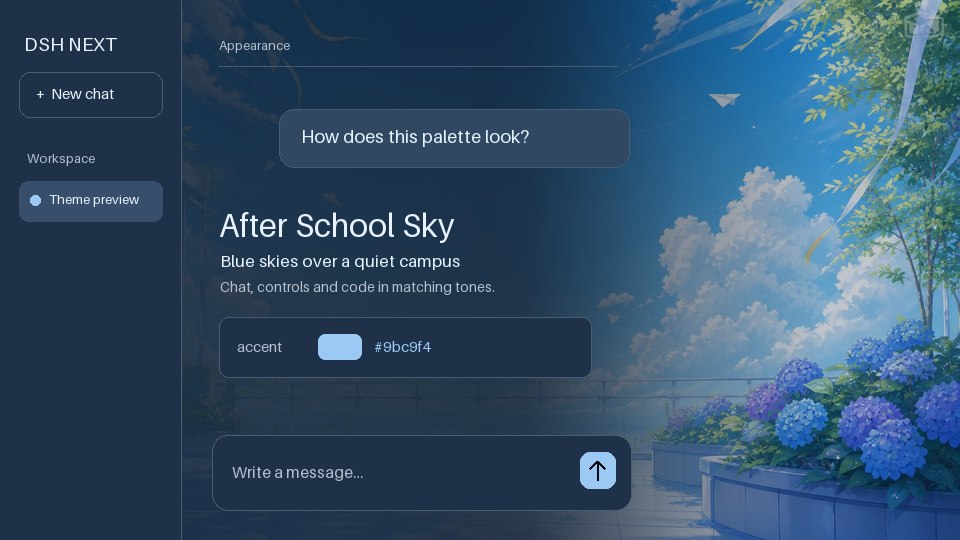 DSH NEXT
+ New chat
Workspace
Theme preview
Appearance
How does this palette look?
After School Sky
Blue skies over a quiet campus
Chat, controls and code in matching tones.
accent #9bc9f4
Write a message...